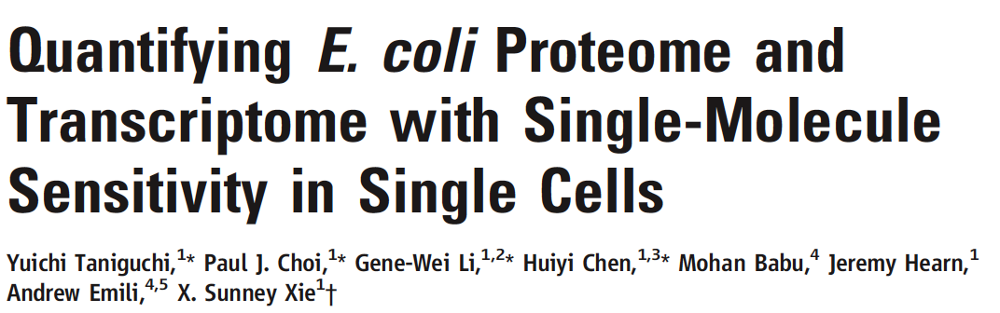 Quantifying E. coli Proteome and
Transcriptome with Single-Molecule
Sensitivity in Single Cells
Yuichi Taniguchi,1* Paul J. Choi,1* Gene-Wei Li,1,2* Huiyi Chen,1,3* Mohan Babu,4 Jeremy Hearn,1
Andrew Emili,4,5 X. Sunney Xie1†